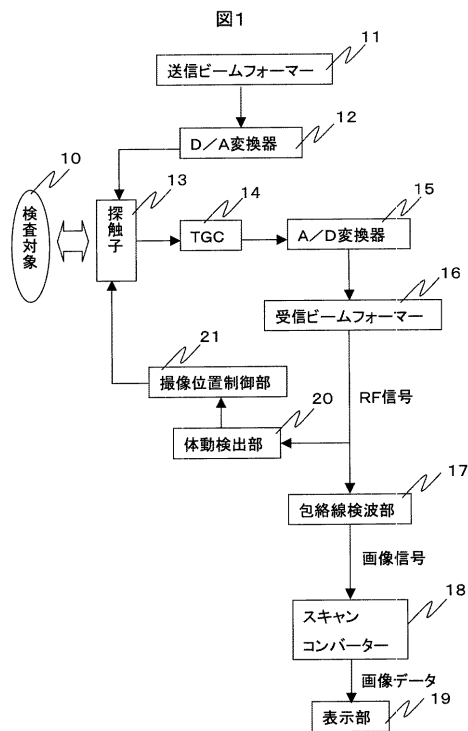 図1
11
送信ビームフォーマー
12
D/A変換器
10
検査対象
13
探触子
14
TGC
15
A/D変換器
16
受信ビームフォーマー
21
撮像位置制御部
RF信号
20
体動検出部
17
包絡線検波部
画像信号
18
スキャン
コンバーター
画像データ
19
表示部